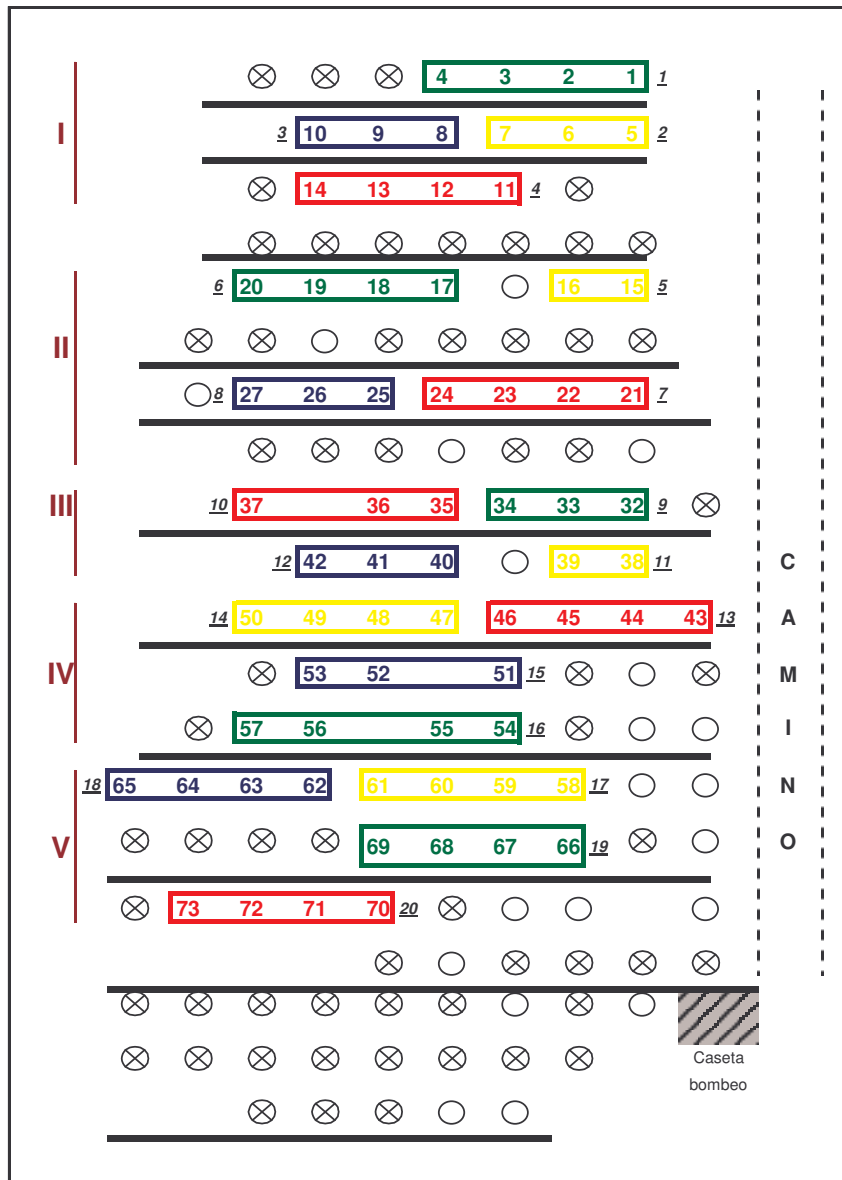 4 3 2 1 1
I 3 10 9 8 7 6 5 2
14 13 12 11 4
6 20 19 18 17 16 15 5
II
8 27 26 25 24 23 22 21 7
III 10 37 36 35 34 33 32 9
12 42 41 40 39 38 11 C
14 50 49 48 47 46 45 44 43 13 A
IV 53 52 51 15 M
57 56 55 54 16 I
18 65 64 63 62 61 60 59 58 17 N
V 69 68 67 66 19 O
73 72 71 70 20
Caseta
bombeo